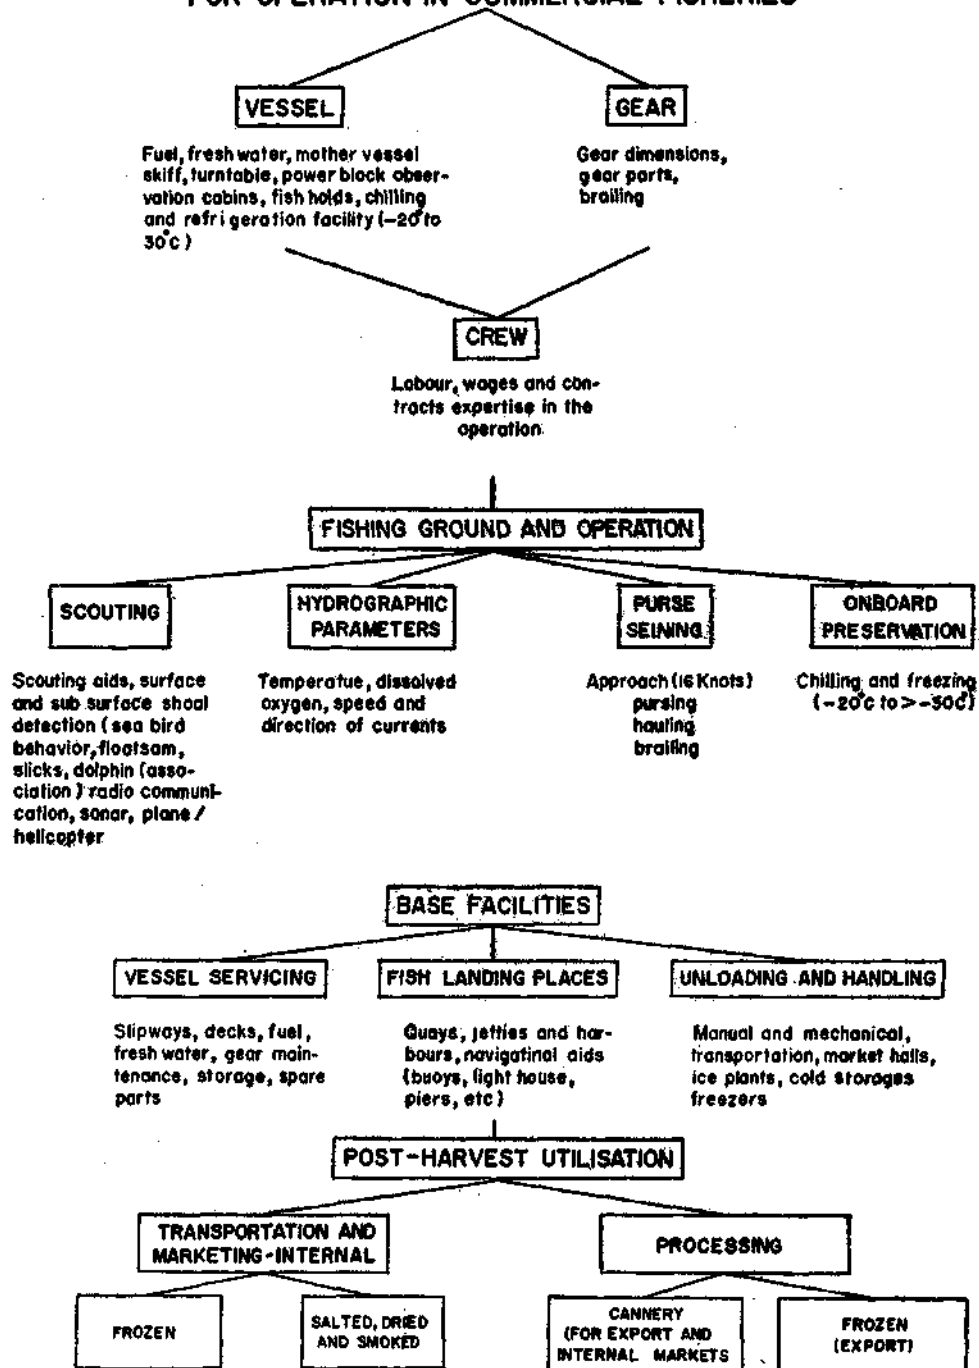 FOR OPERATION IN COMMERCIAL FISHERIES
VESSEL
GEAR
Fuel, fresh water, mother vessel
skiff, turntable, power block obser-
vation cabins, fish holds, chilling
and refrigeration facility (-20°to
30°c)
Gear dimensions,
gear parts,
brailing
CREW
Labour, wages and con-
tracts expertise in the
operation
FISHING GROUND AND OPERATION
SCOUTING
HYDROGRAPHIC
PARAMETERS
PURSE
SEINING
ONBOARD
PRESERVATION
Scouting aids, surface
and sub surface shoal
detection (sea bird
behavior, flootsam,
slicks, dolphin (asso-
ciation) radio communi-
cation, sonar, plane/
helicopter
Temperatue, dissolved
oxygen, speed and
direction of currents
Approach (16 Knots)
pursing
hauling
brailing
Chilling and freezing
(-20°c to >-50c)
BASE FACILITIES
VESSEL SERVICING
FISH LANDING PLACES
UNLOADING AND HANDLING
Slipways, decks, fuel,
fresh water, gear main-
tenance, storage, spare
parts
Quays, jetties and har-
bours, navigatinal aids
(buoys, light house,
piers, etc)
Manual and mechanical,
transportation, market halls,
ice plants, cold storages
freezers
POST-HARVEST UTILISATION
TRANSPORTATION AND
MARKETING-INTERNAL
PROCESSING
FROZEN
SALTED, DRIED
AND SMOKED
CANNERY
(FOR EXPORT AND
INTERNAL MARKETS
FROZEN
(EXPORT)